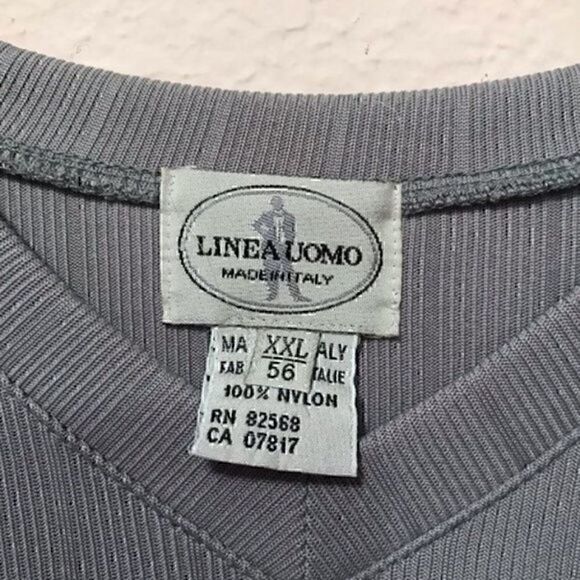 LINEA UOMO
MADE IN ITALY
MA XXL ALY
FAB 56 TALIE
100% NYLON
RN 82568
CA 07817